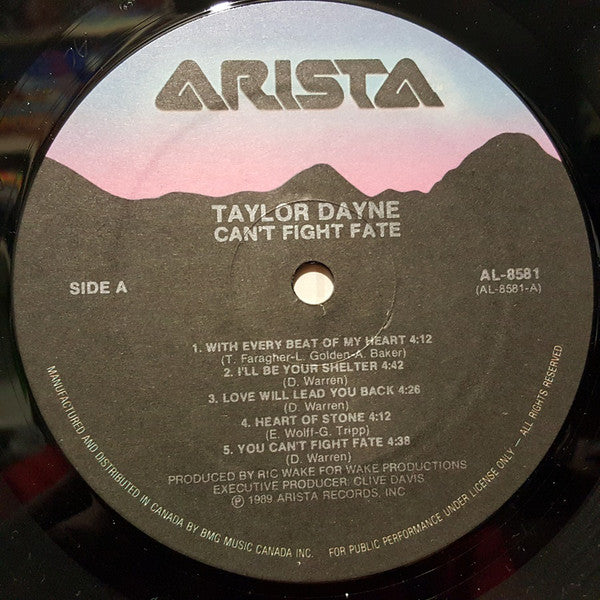 ARISTA
TAYLOR DAYNE
CAN'T FIGHT FATE
SIDE A
AL-8581
(AL-8581-A)
1. WITH EVERY BEAT OF MY HEART 4:12
(T. Faragher-L. Golden-A. Baker)
2. I'LL BE YOUR SHELTER 4:42
(D. Warren)
3. LOVE WILL LEAD YOU BACK 4:26
(D. Warren)
4. HEART OF STONE 4:12
(E. Wolff-G. Tripp)
5. YOU CAN'T FIGHT FATE 4:38
(D. Warren)
PRODUCED BY RIC WAKE FOR WAKE PRODUCTIONS
EXECUTIVE PRODUCER: CLIVE DAVIS
℗ 1989 ARISTA RECORDS, INC
MANUFACTURED AND DISTRIBUTED IN CANADA BY BMG MUSIC CANADA INC. FOR PUBLIC PERFORMANCE UNDER LICENSE ONLY — ALL RIGHTS RESERVED